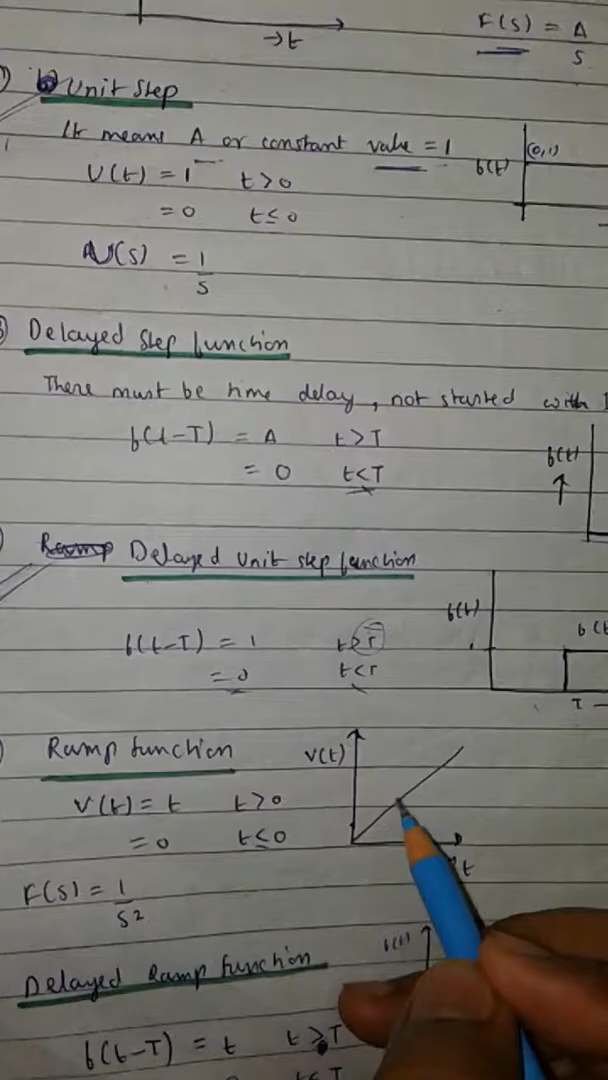 F(s) = A
→t
s
Unit Step
It means A or constant value = 1
(0,1)
f(t)
U(t) = 1 t>0
= 0 t≤0
U(s) = 1
s
Delayed Step function
There must be time delay, not started with
f(t-T) = A t>T
f(t)
= 0 t<T
Delayed Unit step function
f(t)
f(t-T) = 1
= 0
T
Ramp function
V(t)
V(t) = t t>0
= 0 t≤0
t
F(s) = 1
s2
f(t)
Delayed Ramp function
f(t-T) = t t≥T
t<T